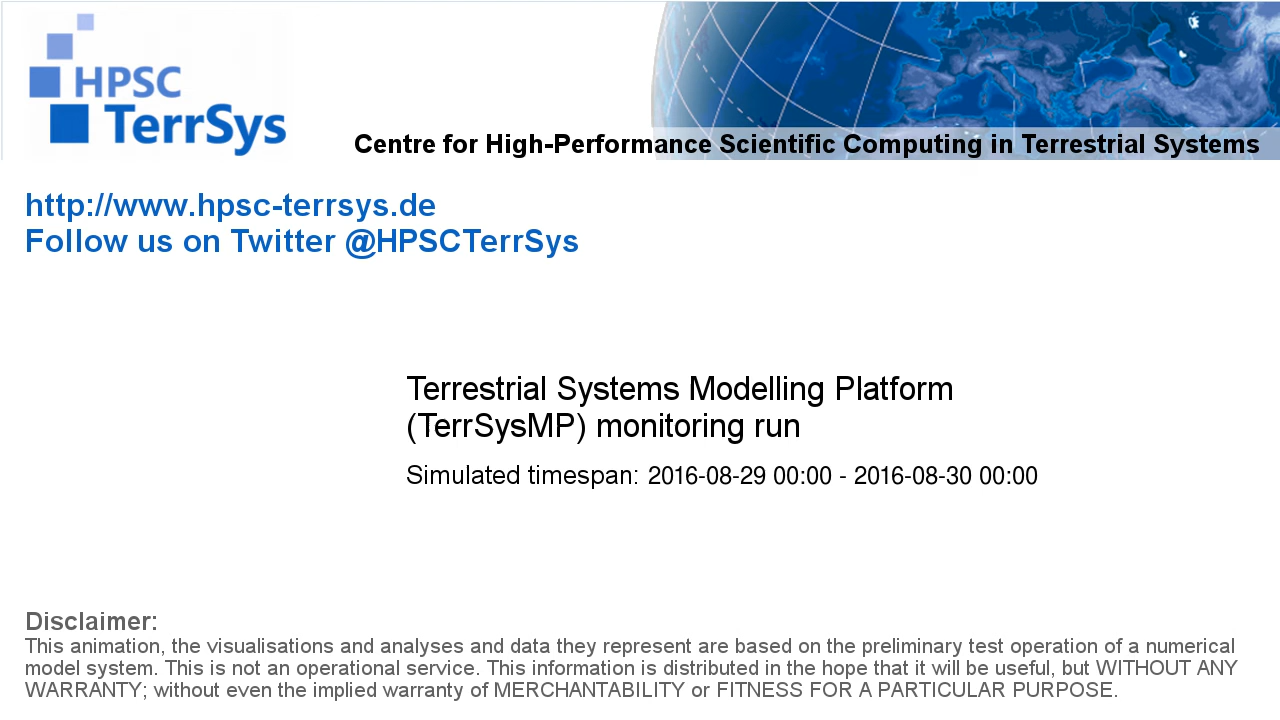 HPSC
TerrSys
Centre for High-Performance Scientific Computing in Terrestrial Systems
http://www.hpsc-terrsys.de
Follow us on Twitter @HPSCTerrSys
Terrestrial Systems Modelling Platform
(TerrSysMP) monitoring run
Simulated timespan: 2016-08-29 00:00 - 2016-08-30 00:00
Disclaimer:
This animation, the visualisations and analyses and data they represent are based on the preliminary test operation of a numerical
model system. This is not an operational service. This information is distributed in the hope that it will be useful, but WITHOUT ANY
WARRANTY; without even the implied warranty of MERCHANTABILITY or FITNESS FOR A PARTICULAR PURPOSE.